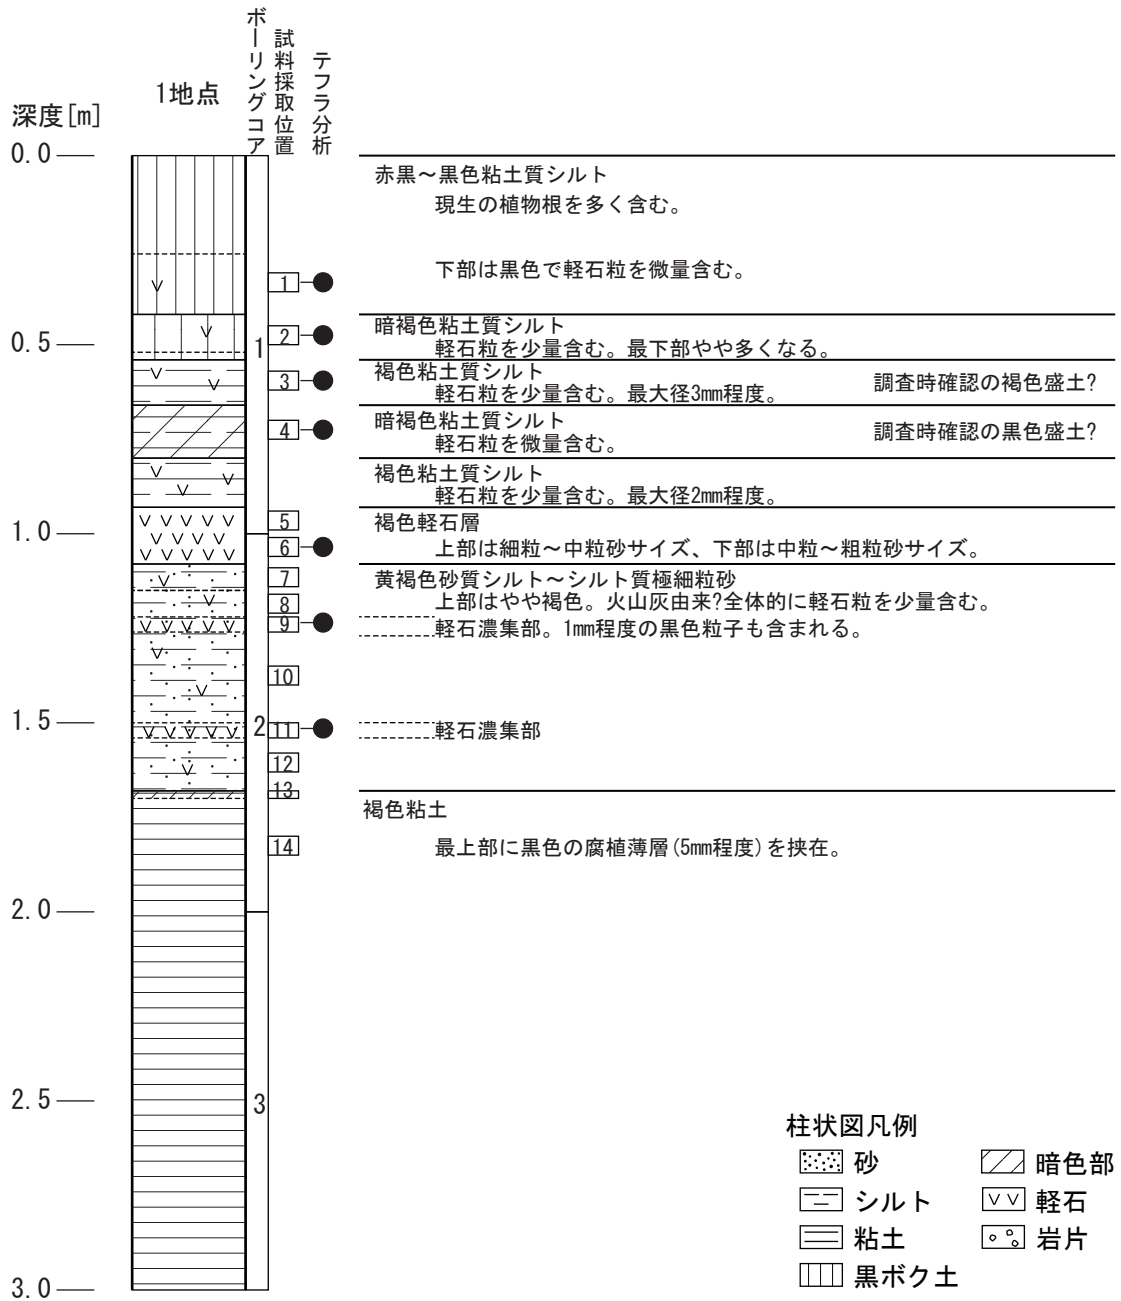 ボーリングコア
試料採取位置
テフラ分析
1地点
深度[m]
0.0
赤黒～黒色粘土質シルト
現生の植物根を多く含む。
下部は黒色で軽石粒を微量含む。
1
暗褐色粘土質シルト
2
0.5
1
軽石粒を少量含む。最下部やや多くなる。
褐色粘土質シルト
3
軽石粒を少量含む。最大径3mm程度。
調査時確認の褐色盛土?
暗褐色粘土質シルト
4
軽石粒を微量含む。
調査時確認の黒色盛土?
褐色粘土質シルト
軽石粒を少量含む。最大径2mm程度。
5
褐色軽石層
1.0
6
上部は細粒～中粒砂サイズ、下部は中粒～粗粒砂サイズ。
7
黄褐色砂質シルト～シルト質極細粒砂
8
上部はやや褐色。火山灰由来?全体的に軽石粒を少量含む。
9
軽石濃集部。1mm程度の黒色粒子も含まれる。
10
1.5
2
11
軽石濃集部
12
13
褐色粘土
14
最上部に黒色の腐植薄層(5mm程度)を挟在。
2.0
2.5
3
3.0
柱状図凡例
砂
暗色部
シルト
軽石
粘土
岩片
黒ボク土